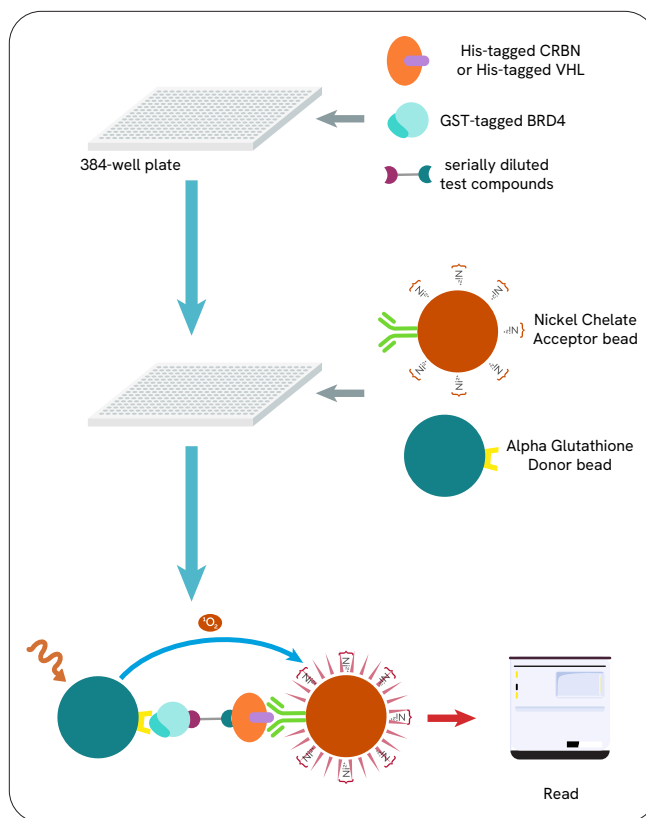 His-tagged CRBN
or His-tagged VHL
GST-tagged BRD4
384-well plate
serially diluted
test compounds
Nickel Chelate
Acceptor bead
Alpha Glutathione
Donor bead
¹O₂
Read